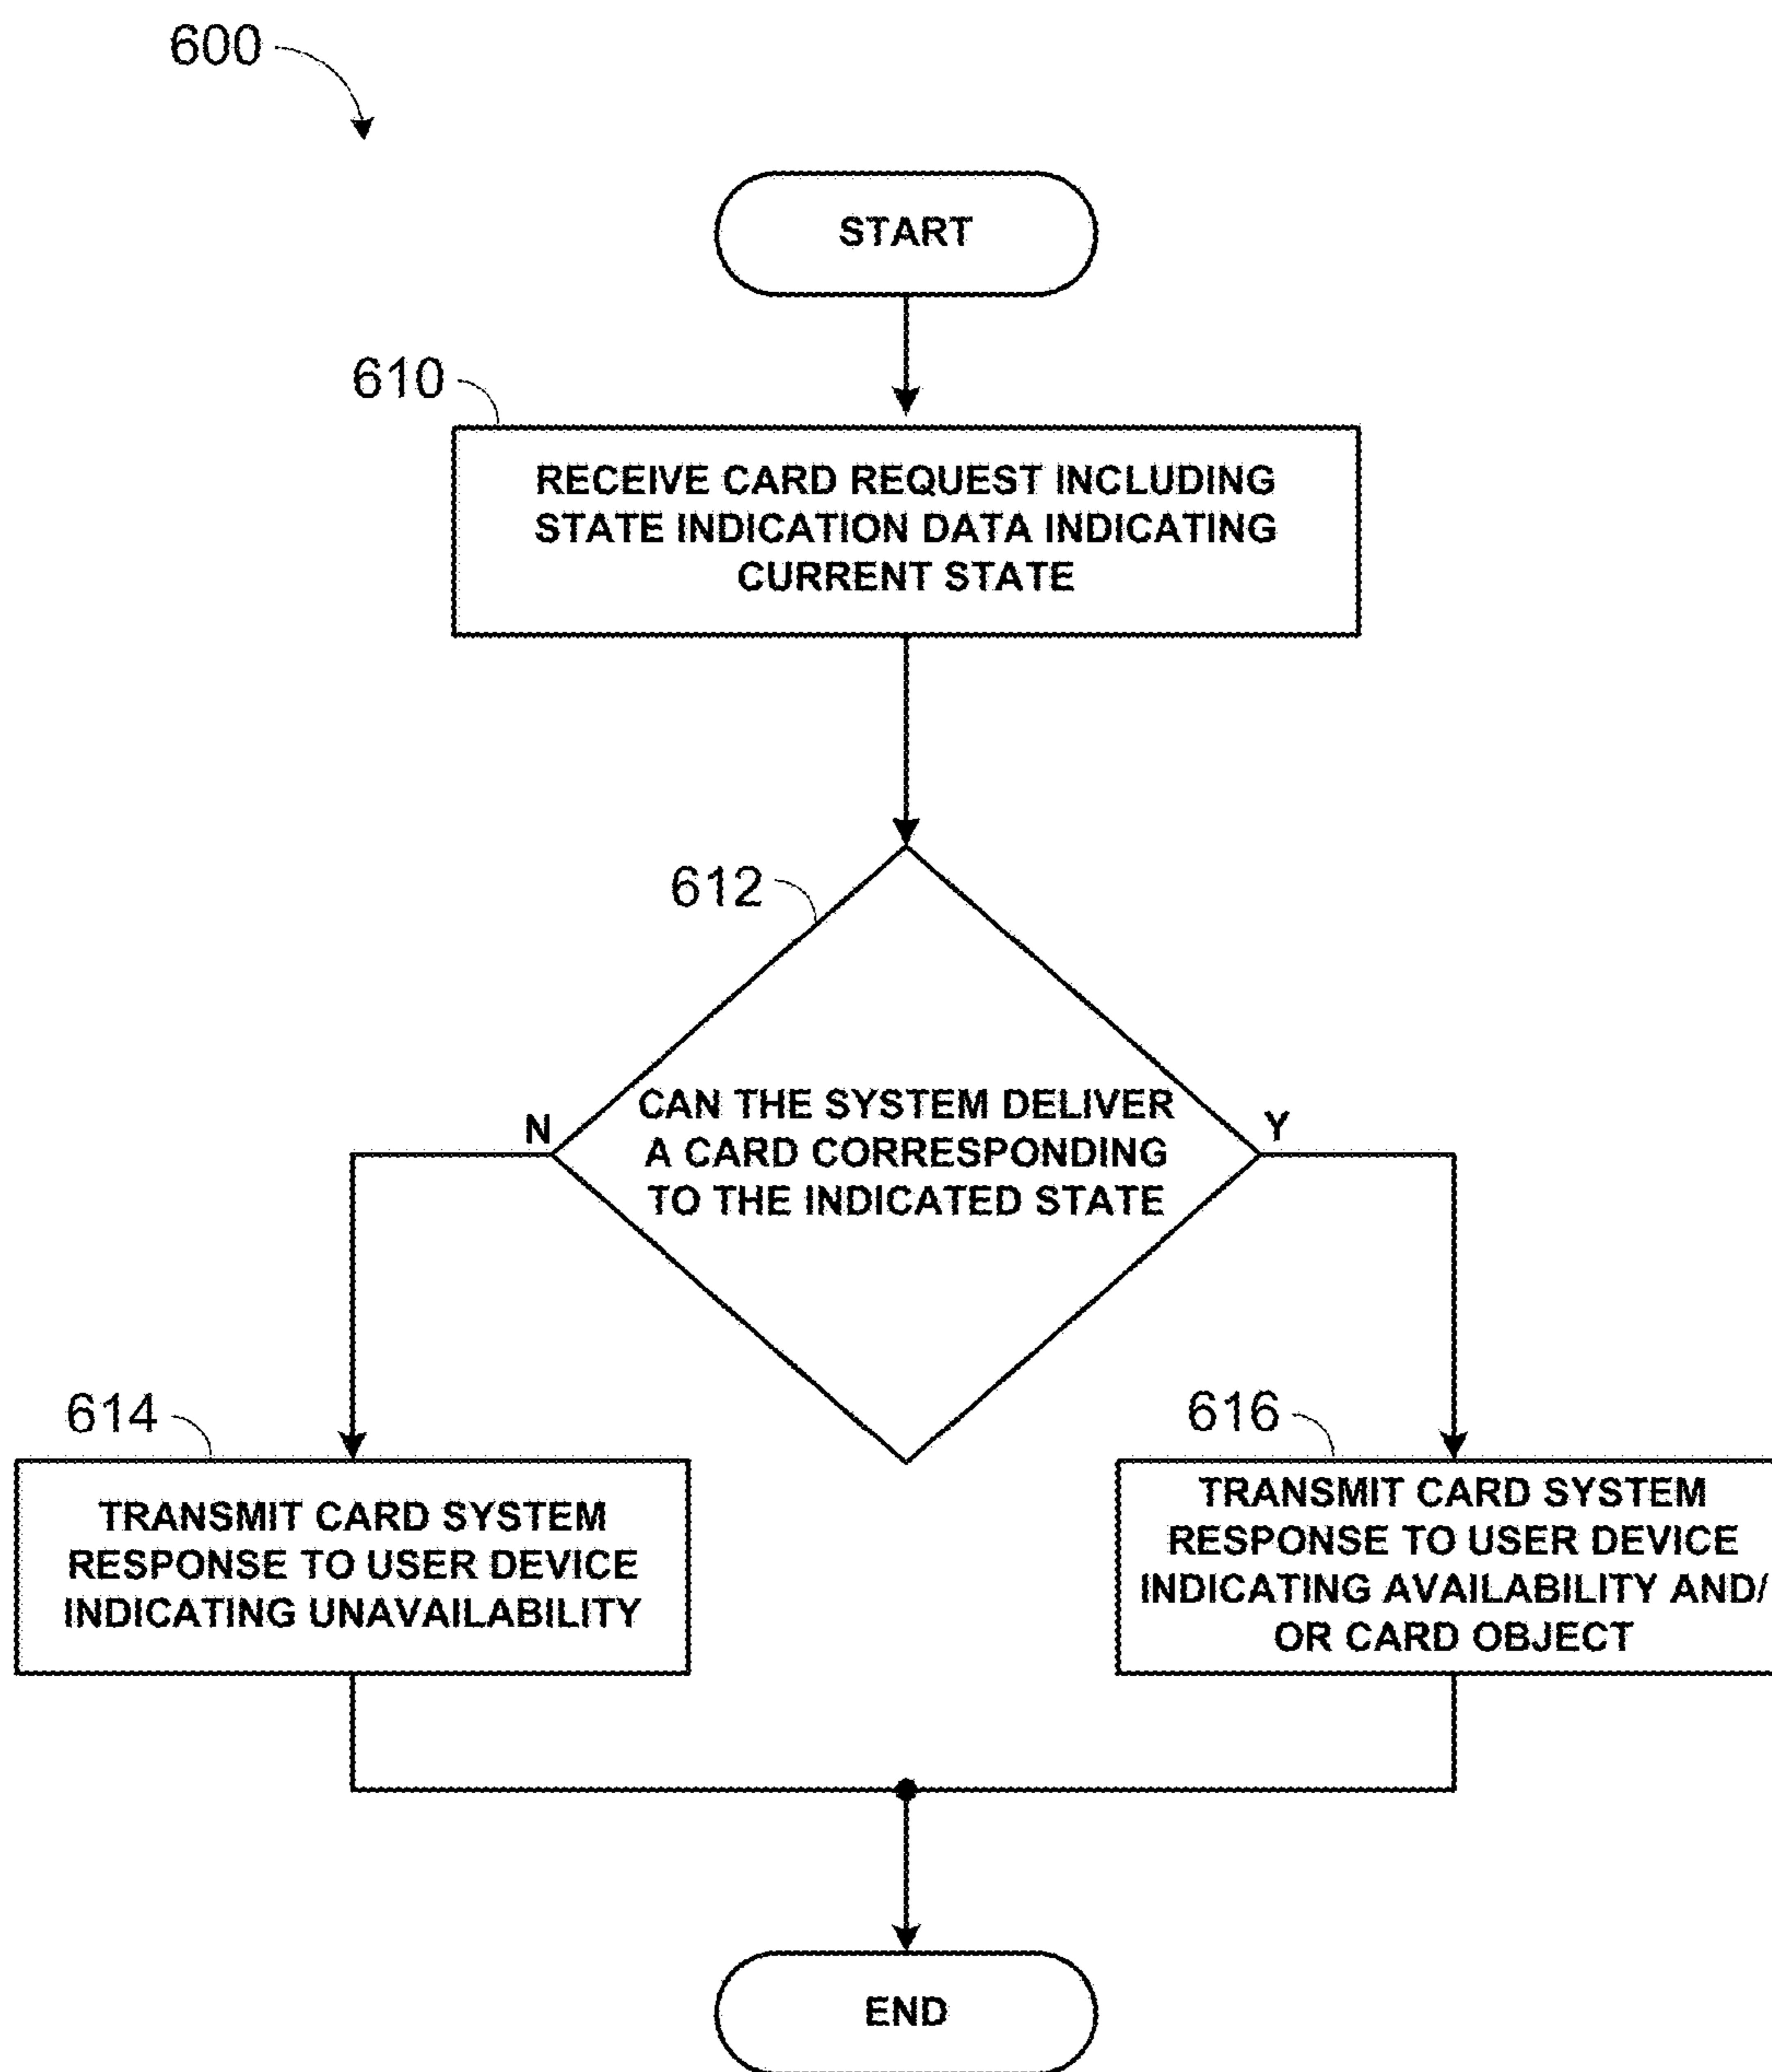 600
START
610
RECEIVE CARD REQUEST INCLUDING
STATE INDICATION DATA INDICATING
CURRENT STATE
612
CAN THE SYSTEM DELIVER
A CARD CORRESPONDING
TO THE INDICATED STATE
N
Y
614
TRANSMIT CARD SYSTEM
RESPONSE TO USER DEVICE
INDICATING UNAVAILABILITY
616
TRANSMIT CARD SYSTEM
RESPONSE TO USER DEVICE
INDICATING AVAILABILITY AND/
OR CARD OBJECT
END